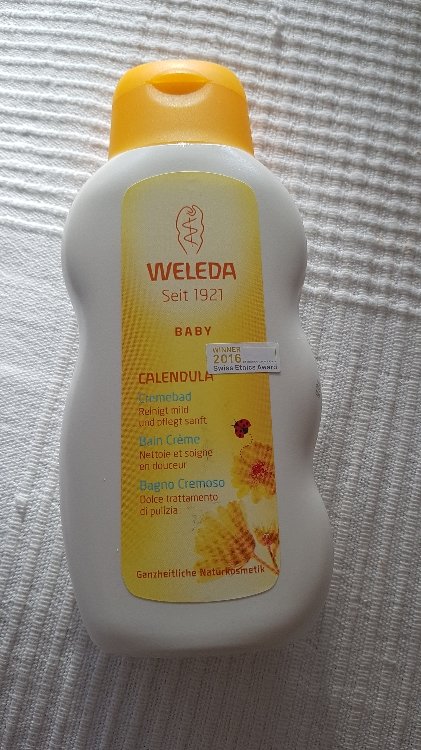 WELEDA
Seit 1921
BABY
WINNER
2016
Swiss Ethics Award
CALENDULA
Cremebad
Reinigt mild
und pflegt sanft
Bain Crème
Nettoie et soigne
en douceur
Bagno Cremoso
Dolce trattamento
di pulizia
Ganzheitliche Naturkosmetik